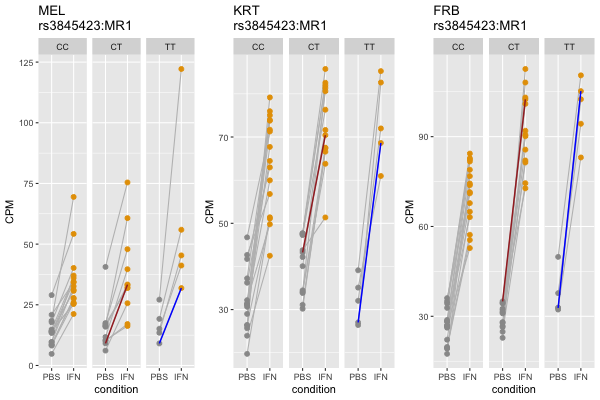 MEL
rs3845423:MR1
CC
CT
TT
125
100
75
50
25
0
CPM
PBS IFN PBS IFN PBS IFN
condition
KRT
rs3845423:MR1
CC
CT
TT
70
50
30
CPM
PBS IFN PBS IFN PBS IFN
condition
FRB
rs3845423:MR1
CC
CT
TT
90
60
30
CPM
PBS IFN PBS IFN PBS IFN
condition